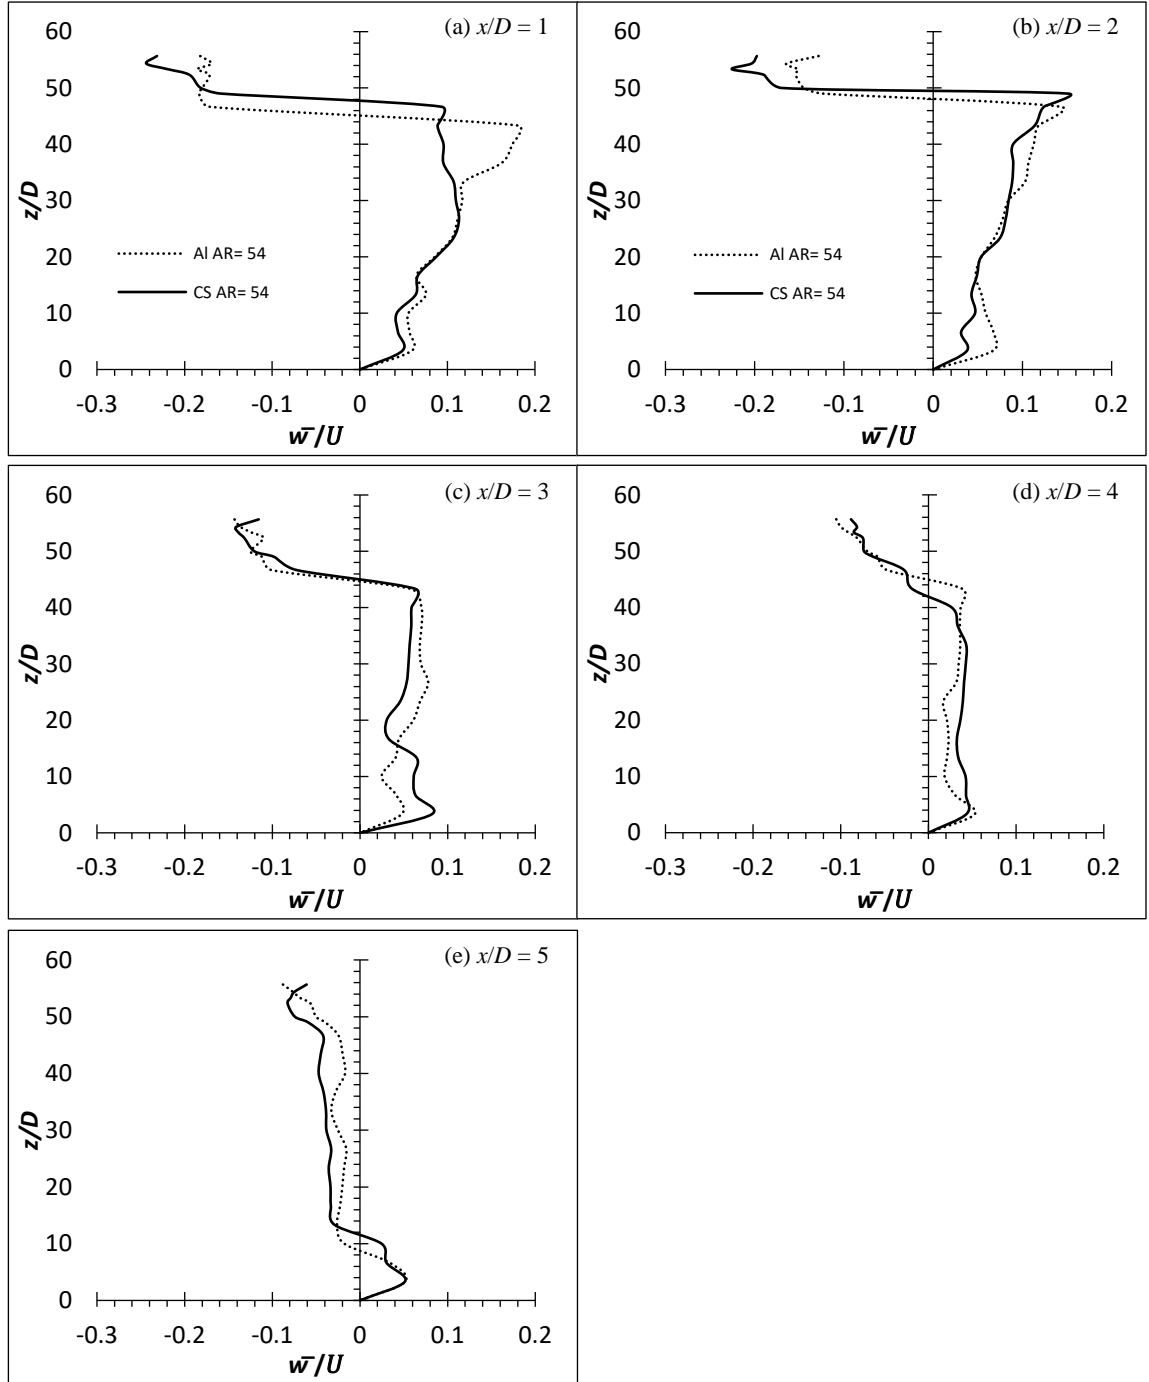 (a) x/D = 1
60
50
40
30
20
10
0
z/D
Al AR= 54
CS AR= 54
-0.3 -0.2 -0.1 0 0.1 0.2
w̅/U
(b) x/D = 2
60
50
40
30
20
10
0
z/D
Al AR= 54
CS AR= 54
-0.3 -0.2 -0.1 0 0.1 0.2
w̅/U
(c) x/D = 3
60
50
40
30
20
10
0
z/D
-0.3 -0.2 -0.1 0 0.1 0.2
w̅/U
(d) x/D = 4
60
50
40
30
20
10
0
z/D
-0.3 -0.2 -0.1 0 0.1 0.2
w̅/U
(e) x/D = 5
60
50
40
30
20
10
0
z/D
-0.3 -0.2 -0.1 0 0.1 0.2
w̅/U